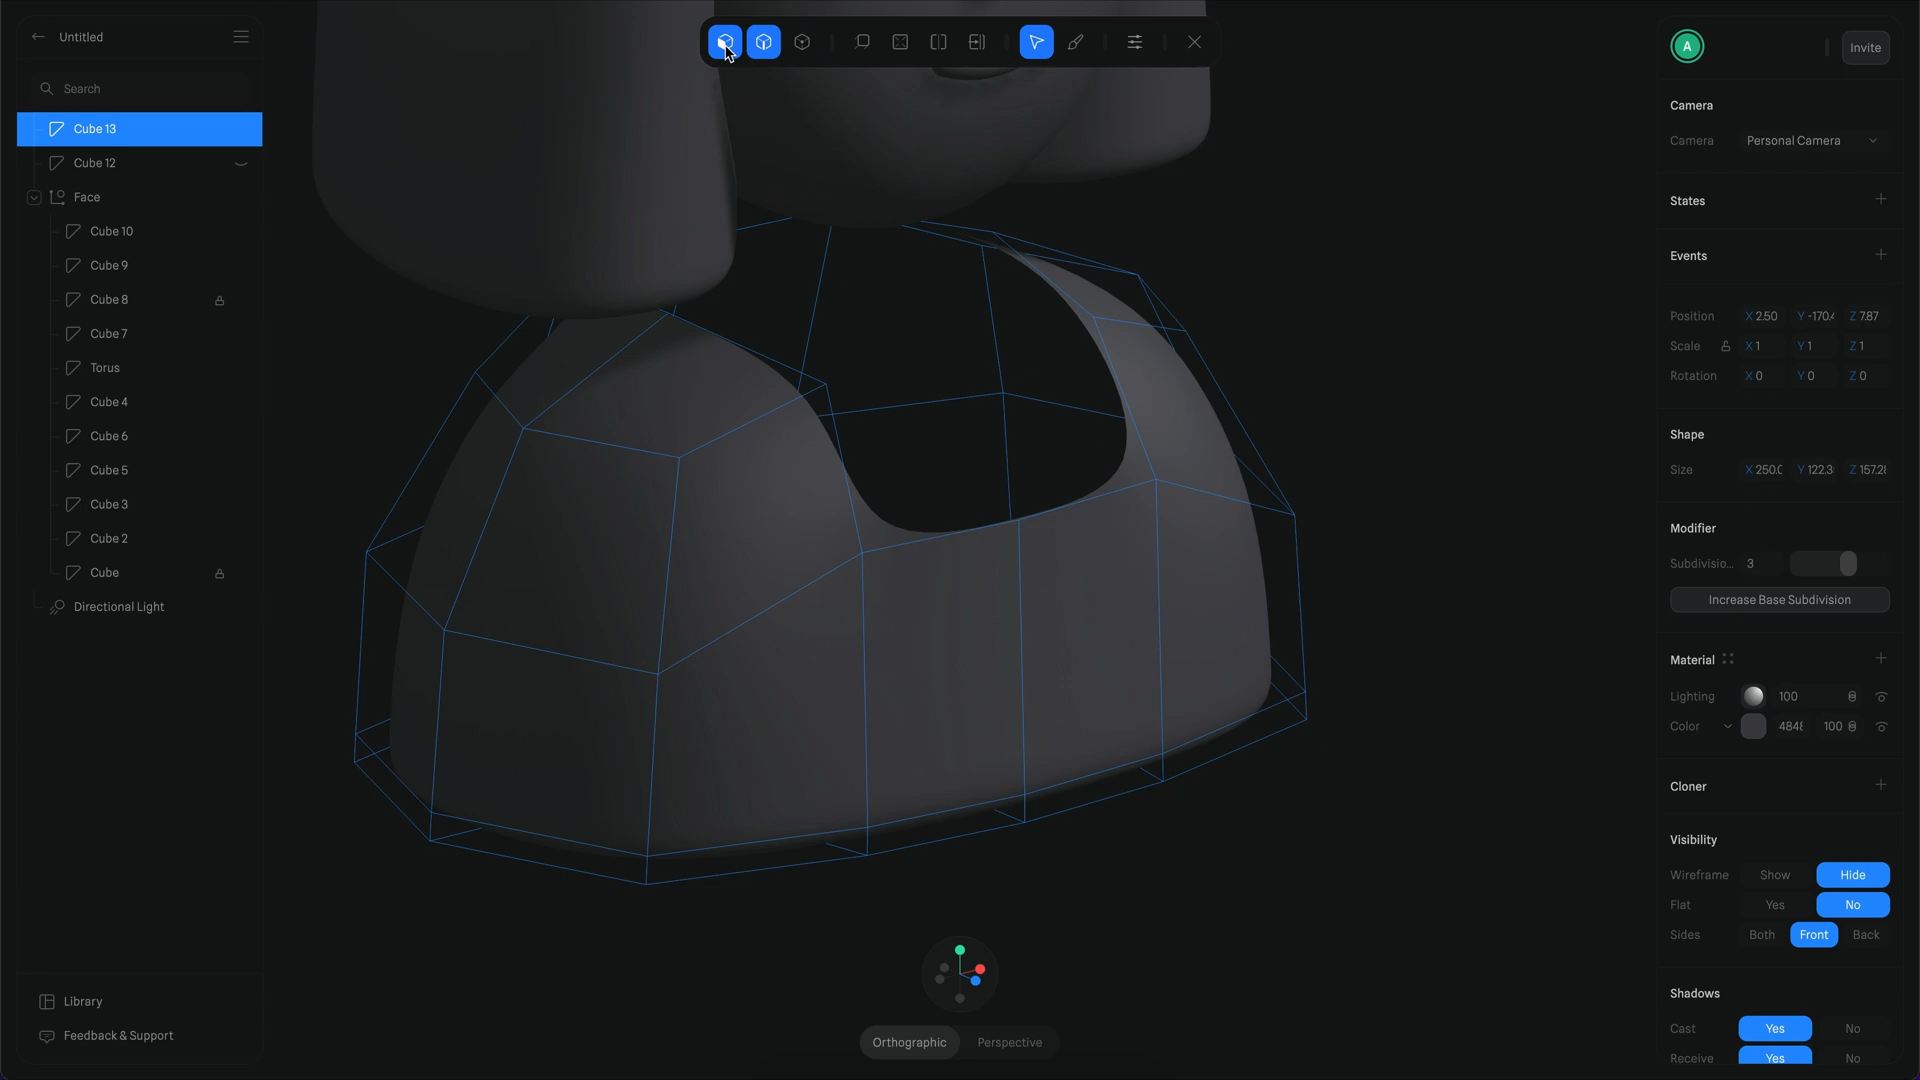 Untitled
Search
Cube 13
Cube 12
Face
Cube 10
Cube 9
Cube 8
Cube 7
Torus
Cube 4
Cube 6
Cube 5
Cube 3
Cube 2
Cube
Directional Light
Library
Feedback & Support
Orthographic Perspective
A
Invite
Camera
Camera Personal Camera
States
Events
Position X 2.50 Y -170.4 Z 7.87
Scale X 1 Y 1 Z 1
Rotation X 0 Y 0 Z 0
Shape
Size X 250.0 Y 122.3 Z 157.28
Modifier
Subdivisio... 3
Increase Base Subdivision
Material
Lighting 100
Color 4848 100
Cloner
Visibility
Wireframe Show Hide
Flat Yes No
Sides Both Front Back
Shadows
Cast Yes No
Receive Yes No